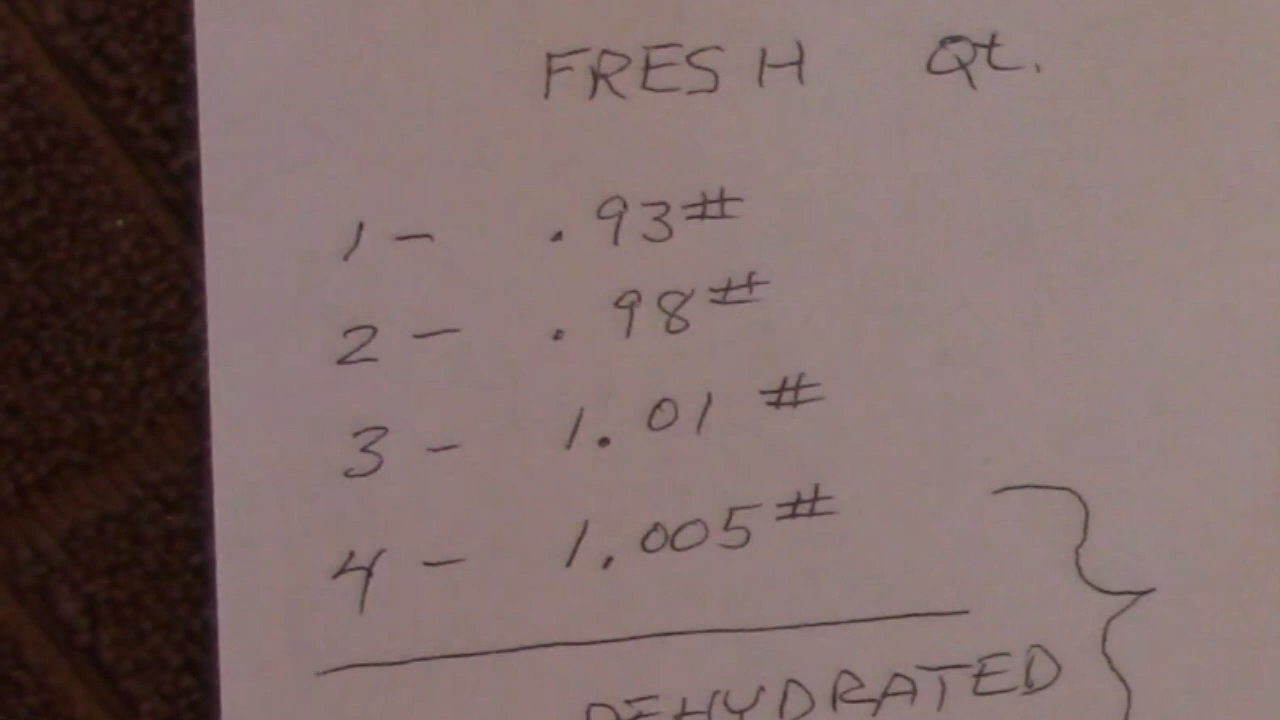 FRESH Qt.
1 - .93#
2 - .98#
3 - 1.01 #
4 - 1.005#
DEHYDRATED